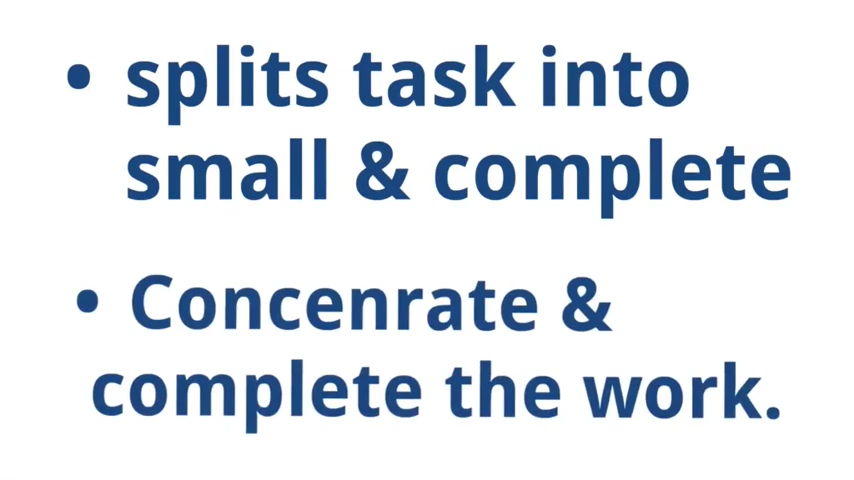 • splits task into
small & complete
• Concenrate &
complete the work.